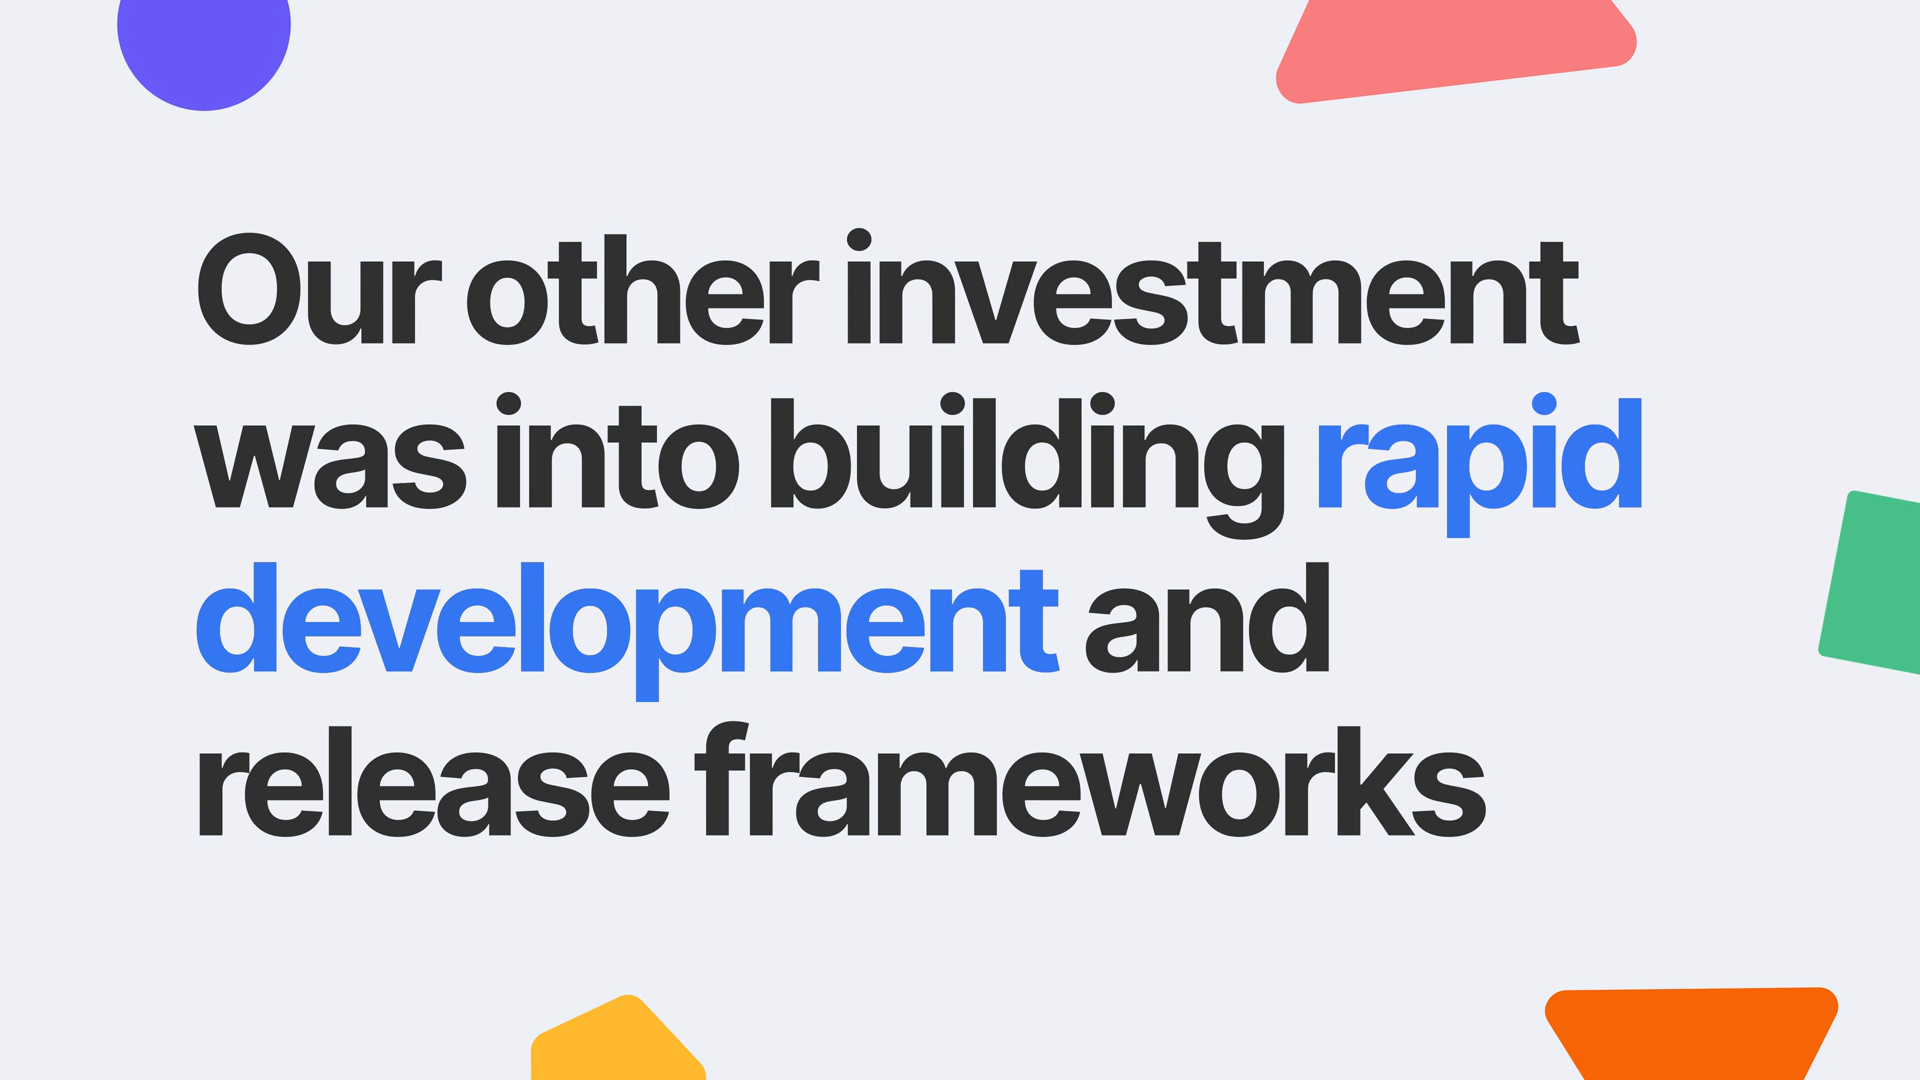 Our other investment
was into building rapid
development and
release frameworks